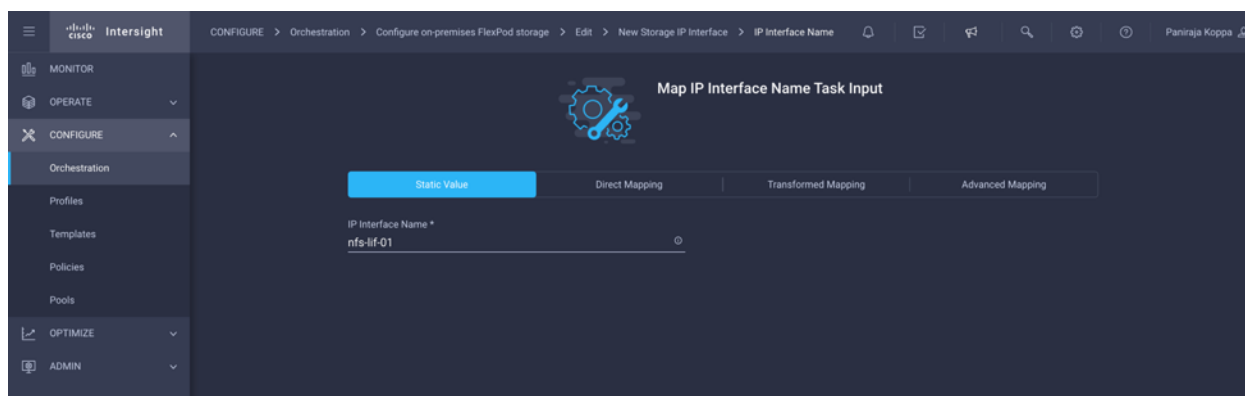 CISCO Intersight
CONFIGURE > Orchestration > Configure on-premises FlexPod storage > Edit > New Storage IP Interface > IP Interface Name
Paniraja Koppa
MONITOR
OPERATE
CONFIGURE
Orchestration
Profiles
Templates
Policies
Pools
OPTIMIZE
ADMIN
Map IP Interface Name Task Input
Static Value Direct Mapping Transformed Mapping Advanced Mapping
IP Interface Name *
nfs-lif-01